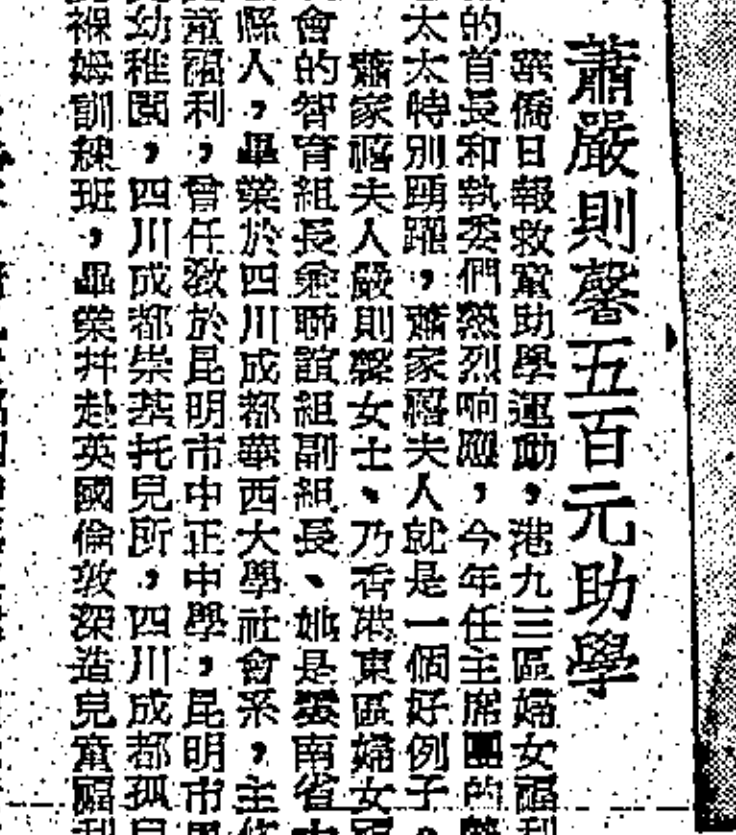 蕭嚴則馨五百元助學
華僑日報救童助學運動，港九三區婦女福利
的首長和執委們熱烈响應，今年任主席團的
太太特別踴躍，蕭家禧夫人就是一個好例子。
蕭家禧夫人嚴則馨女士、乃香港東區婦女福
會的智育組長兼聯誼組副組長、她是雲南省
縣人，畢業於四川成都華西大學社會系，主修
童福利，曾任教於昆明市中正中學，昆明市
幼稚園，四川成都崇基托兒所，四川成都孤兒
褓姆訓練班，畢業幷赴英國倫敦深造兒童福利